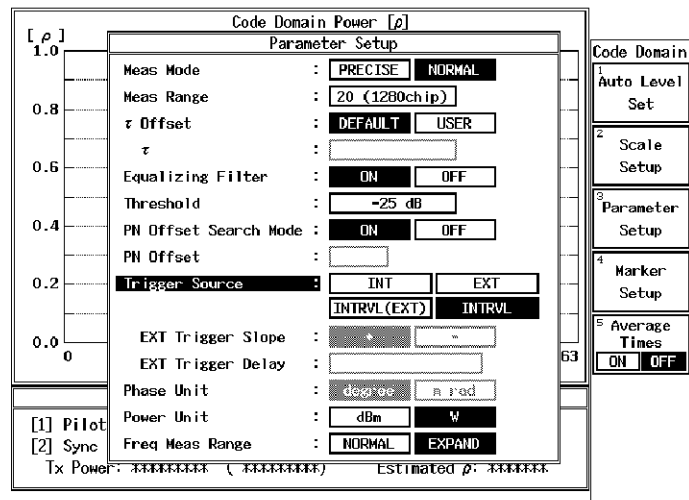 Code Domain Power [ρ]
[ ρ ]
1.0
0.8
0.6
0.4
0.2
0.0
0
63
Parameter Setup
Meas Mode : PRECISE NORMAL
Meas Range : 20 (1280chip)
τ Offset : DEFAULT USER
τ :
Equalizing Filter : ON OFF
Threshold : -25 dB
PN Offset Search Mode : ON OFF
PN Offset :
Trigger Source : INT EXT
INTRVL(EXT) INTRVL
EXT Trigger Slope : + -
EXT Trigger Delay :
Phase Unit : degree π rad
Power Unit : dBm W
Freq Meas Range : NORMAL EXPAND
[1] Pilot
[2] Sync
Tx Power: ********* ( *********) Estimated ρ: *******
Code Domain
1
Auto Level
Set
2
Scale
Setup
3
Parameter
Setup
4
Marker
Setup
5
Average
Times
ON OFF